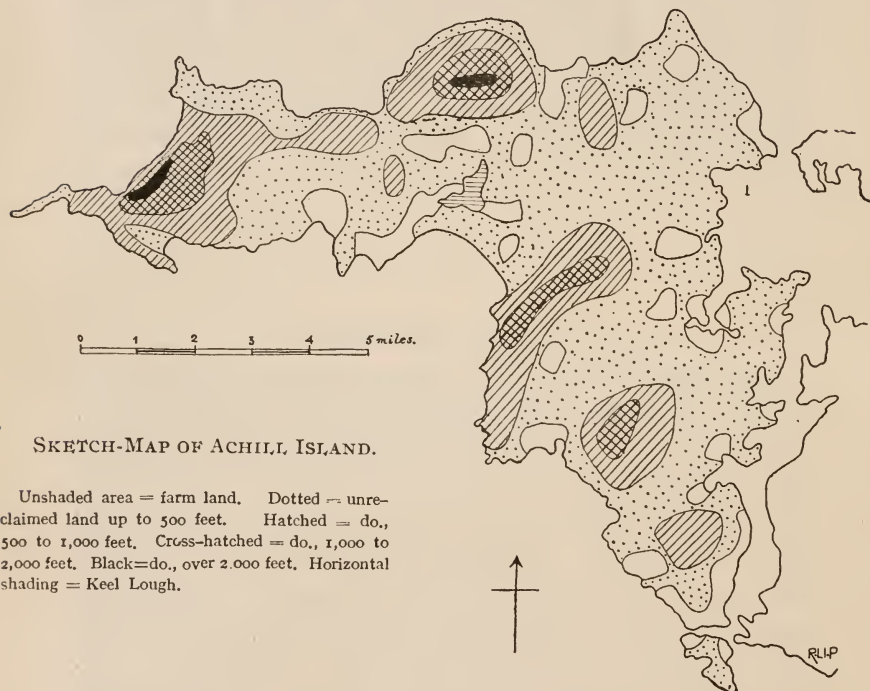 1
0 1 2 3 4 5 miles.
SKETCH-MAP OF ACHILL ISLAND.
Unshaded area = farm land. Dotted = unre-
claimed land up to 500 feet. Hatched = do.,
500 to 1,000 feet. Cross-hatched = do., 1,000 to
2,000 feet. Black=do., over 2.000 feet. Horizontal
shading = Keel Lough.
R.Ll.P